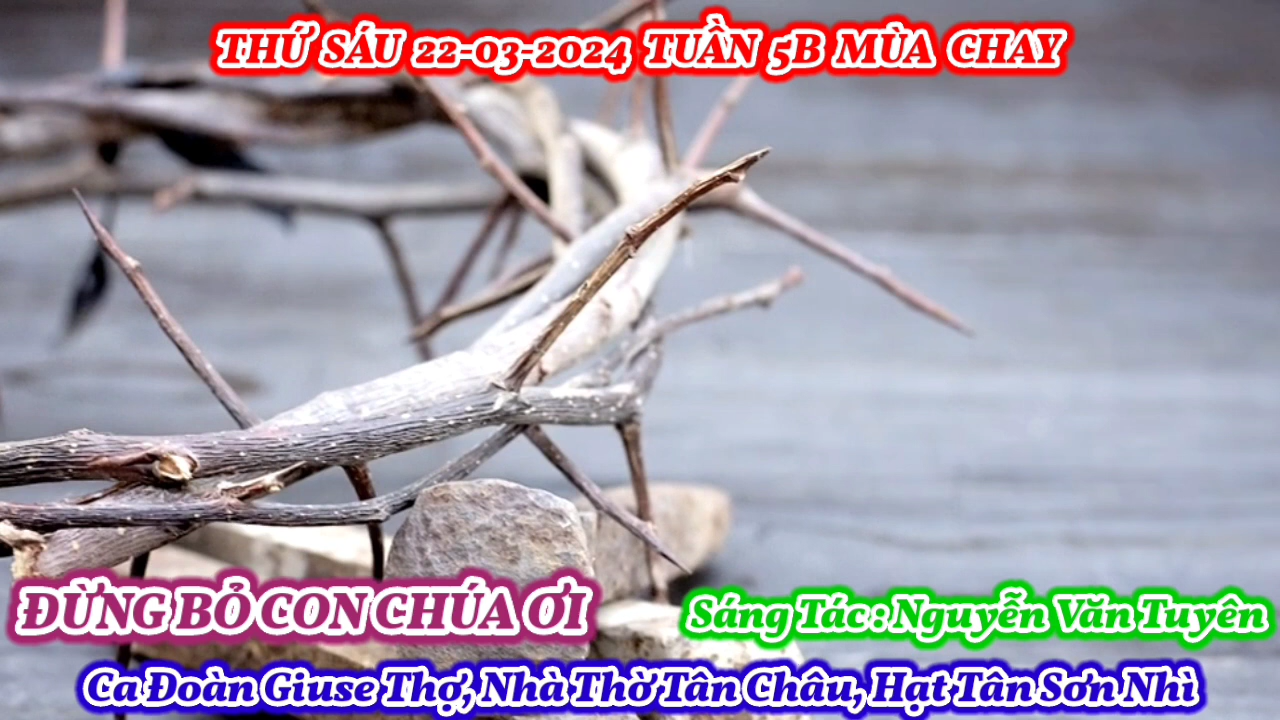 THỨ SÁU 22-03-2024 TUẦN 5B MÙA CHAY
ĐỪNG BỎ CON CHÚA ƠI
Sáng Tác : Nguyễn Văn Tuyên
Ca Đoàn Giuse Thợ, Nhà Thờ Tân Châu, Hạt Tân Sơn Nhì